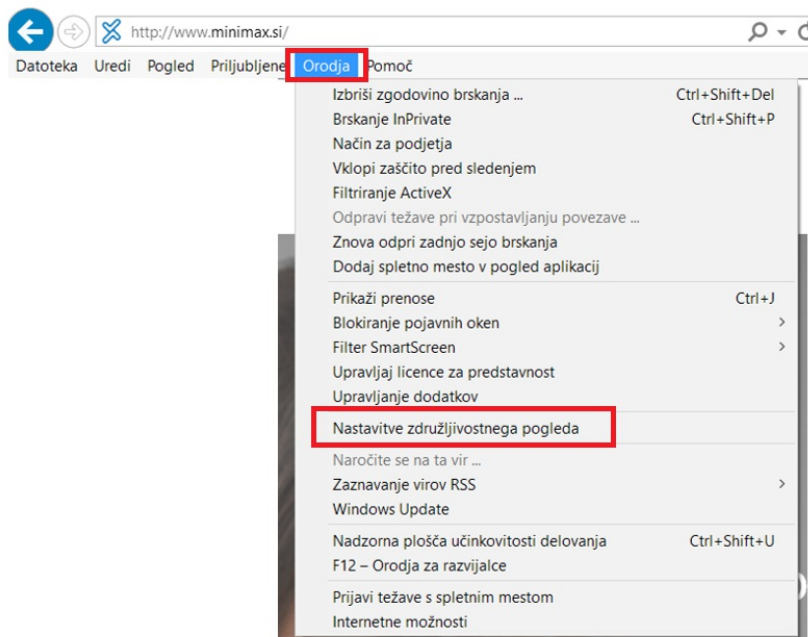 http://www.minimax.si/
Datoteka Uredi Pogled Priljubljene Orodja Pomoč
Izbriši zgodovino brskanja ... Ctrl+Shift+Del
Brskanje InPrivate Ctrl+Shift+P
Način za podjetja
Vklopi zaščito pred sledenjem
Filtriranje ActiveX
Odpravi težave pri vzpostavljanju povezave ...
Znova odpri zadnjo sejo brskanja
Dodaj spletno mesto v pogled aplikacij
Prikaži prenose Ctrl+J
Blokiranje pojavnih oken
Filter SmartScreen
Upravljaj licence za predstavnost
Upravljanje dodatkov
Nastavitve združljivostnega pogleda
Naročite se na ta vir ...
Zaznavanje virov RSS
Windows Update
Nadzorna plošča učinkovitosti delovanja Ctrl+Shift+U
F12 – Orodja za razvijalce
Prijavi težave s spletnim mestom
Internetne možnosti